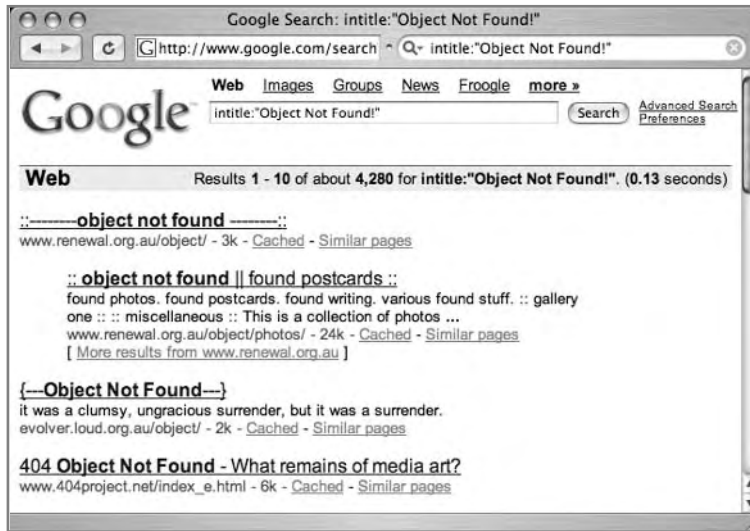 Google Search: intitle:"Object Not Found!"
G http://www.google.com/search Q intitle:"Object Not Found!"
Web Images Groups News Froogle more »
Google™
intitle:"Object Not Found!" Search Advanced Search
Preferences
Web Results 1 - 10 of about 4,280 for intitle:"Object Not Found!". (0.13 seconds)
::--------object not found --------::
www.renewal.org.au/object/ - 3k - Cached - Similar pages
:: object not found || found postcards ::
found photos. found postcards. found writing. various found stuff. :: gallery
one :: :: miscellaneous :: This is a collection of photos ...
www.renewal.org.au/object/photos/ - 24k - Cached - Similar pages
[ More results from www.renewal.org.au ]
{---Object Not Found---}
it was a clumsy, ungracious surrender, but it was a surrender.
evolver.loud.org.au/object/ - 2k - Cached - Similar pages
404 Object Not Found - What remains of media art?
www.404project.net/index_e.html - 6k - Cached - Similar pages